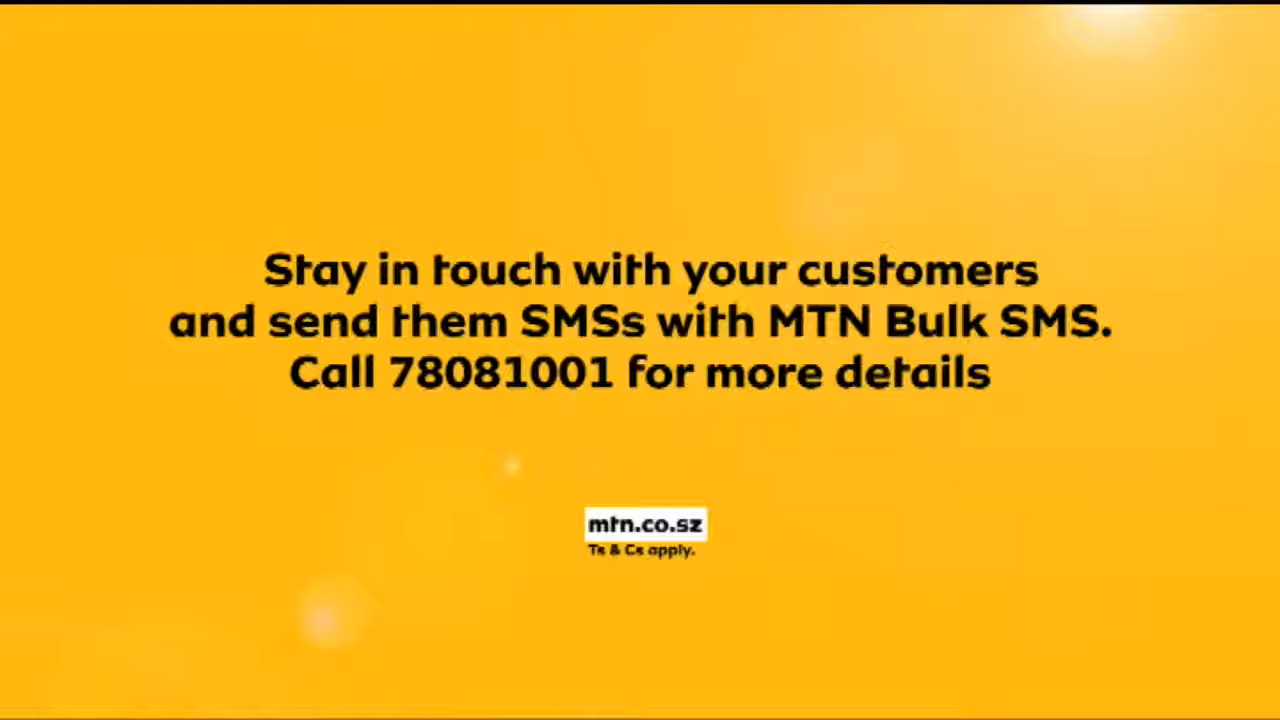 Stay in touch with your customers
and send them SMSs with MTN Bulk SMS.
Call 78081001 for more details
mtn.co.sz
Ts & Cs apply.